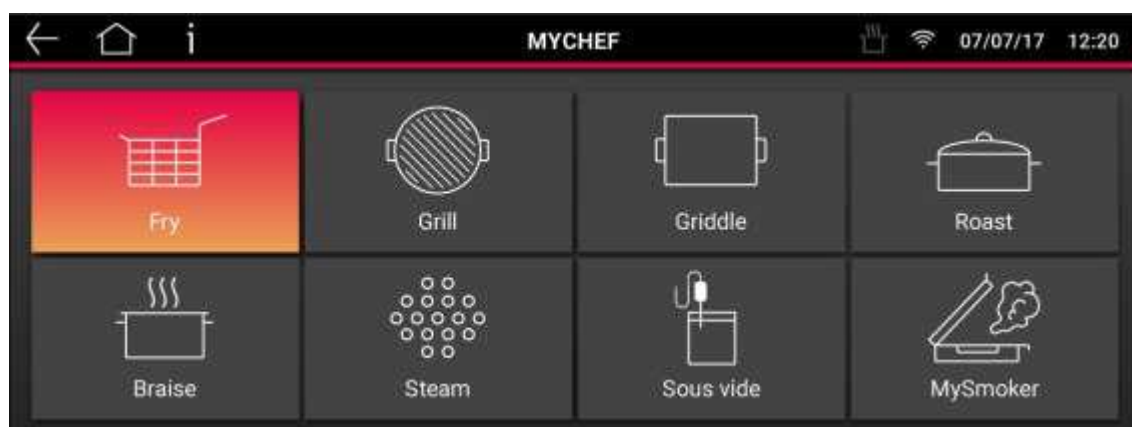 i MYCHEF 07/07/17 12:20
Fry Grill Griddle Roast
Braise Steam Sous vide MySmoker